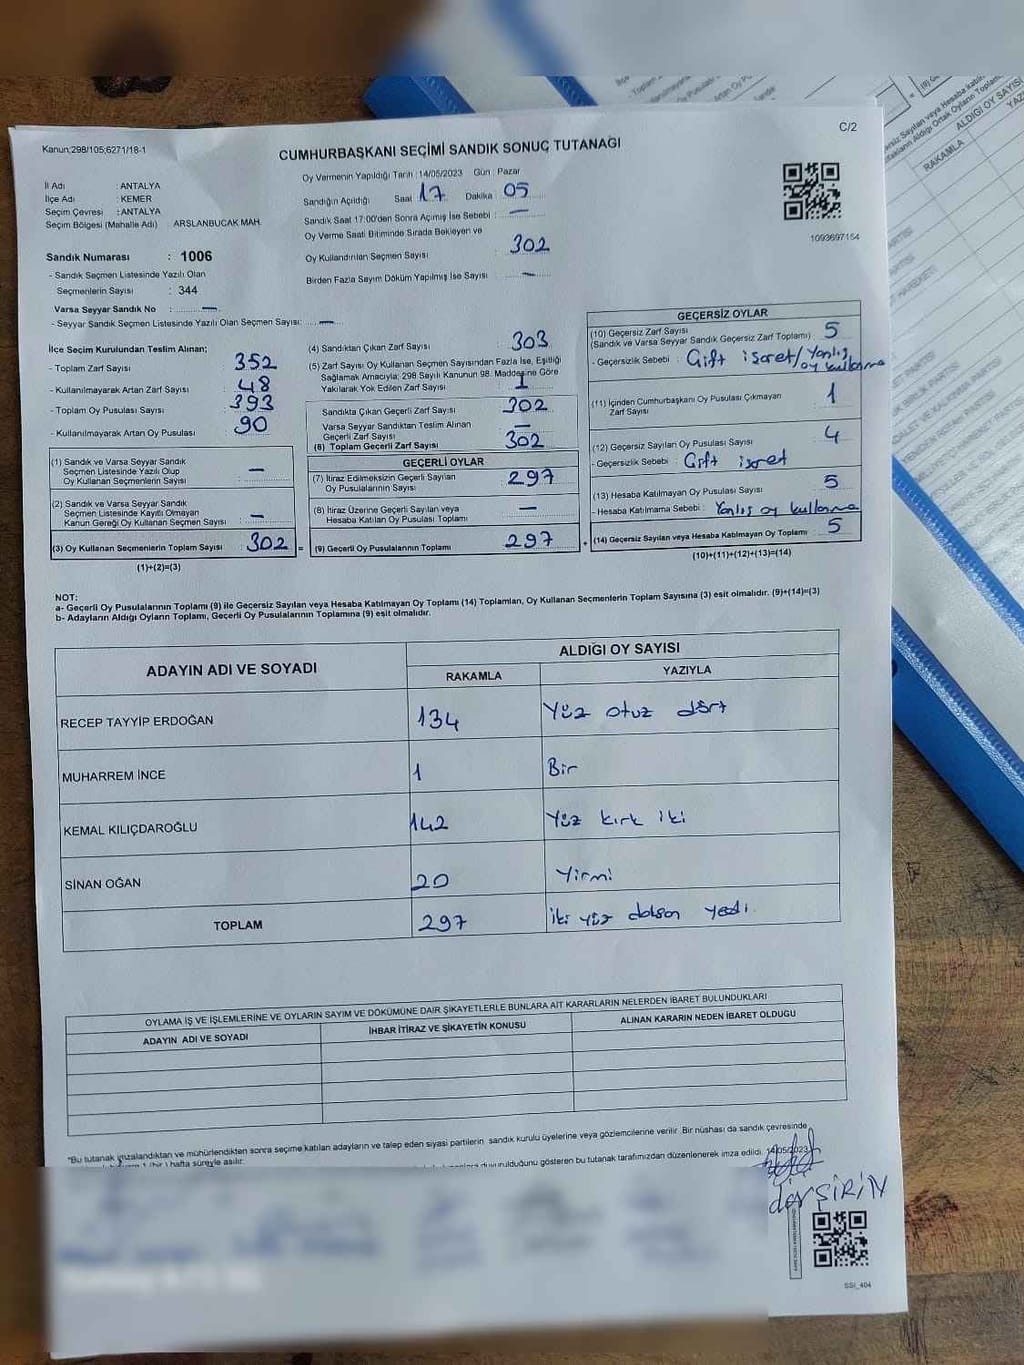 C/2
Kanun;298/105;6271/18-1
CUMHURBAŞKANI SEÇİMİ SANDIK SONUÇ TUTANAĞI
İl Adı : ANTALYA
İlçe Adı : KEMER
Seçim Çevresi : ANTALYA
Seçim Bölgesi (Mahalle Adı) : ARSLANBUCAK MAH.
Oy Vermenin Yapıldığı Tarih :14/05/2023 Gün : Pazar
Sandığın Açıldığı Saat 17 Dakika 05
Sandık Saat 17:00'den Sonra Açımış İse Sebebi : —
Oy Verme Saati Bitiminde Sırada Bekleyen ve
Oy Kullandırılan Seçmen Sayısı : 302
Birden Fazla Sayım Döküm Yapılmış İse Sayısı : —
1093697154
Sandık Numarası : 1006
- Sandık Seçmen Listesinde Yazılı Olan
Seçmenlerin Sayısı : 344
Varsa Seyyar Sandık No : —
- Seyyar Sandık Seçmen Listesinde Yazılı Olan Seçmen Sayısı: —
İlçe Seçim Kurulundan Teslim Alınan;
- Toplam Zarf Sayısı : 352
- Kullanılmayarak Artan Zarf Sayısı : 48
- Toplam Oy Pusulası Sayısı : 393
- Kullanılmayarak Artan Oy Pusulası : 90
(1) Sandık ve Varsa Seyyar Sandık
Seçmen Listesinde Yazılı Olup
Oy Kullanan Seçmenlerin Sayısı : —
(2) Sandık ve Varsa Seyyar Sandık
Seçmen Listesinde Kayıtlı Olmayan
Kanun Gereği Oy Kullanan Seçmen Sayısı : —
(3) Oy Kullanan Seçmenlerin Toplam Sayısı : 302
(1)+(2)=(3)
(4) Sandıktan Çıkan Zarf Sayısı : 303
(5) Zarf Sayısı Oy Kullanan Seçmen Sayısından Fazla İse, Eşitliği
Sağlamak Amacıyla; 298 Sayılı Kanunun 98. Maddesine Göre
Yakılarak Yok Edilen Zarf Sayısı : 1
Sandıkta Çıkan Geçerli Zarf Sayısı : 302
Varsa Seyyar Sandıktan Teslim Alınan
Geçerli Zarf Sayısı : —
(6) Toplam Geçerli Zarf Sayısı : 302
GEÇERLİ OYLAR
(7) İtiraz Edilmeksizin Geçerli Sayılan
Oy Pusulalarının Sayısı : 297
(8) İtiraz Üzerine Geçerli Sayılan veya
Hesaba Katılan Oy Pusulası Toplamı : —
= (9) Geçerli Oy Pusulalarının Toplamı : 297
GEÇERSİZ OYLAR
(10) Geçersiz Zarf Sayısı
(Sandık ve Varsa Seyyar Sandık Geçersiz Zarf Toplamı) : 5
- Geçersizlik Sebebi : Çift işaret/Yanlış
oy kullanma
(11) İçinden Cumhurbaşkanı Oy Pusulası Çıkmayan
Zarf Sayısı : 1
(12) Geçersiz Sayılan Oy Pusulası Sayısı : 4
- Geçersizlik Sebebi : Çift işaret
(13) Hesaba Katılmayan Oy Pusulası Sayısı : 5
- Hesaba Katılmama Sebebi : Yanlış oy kullanma
+ (14) Geçersiz Sayılan veya Hesaba Katılmayan Oy Toplamı : 5
(10)+(11)+(12)+(13)=(14)
NOT:
a- Geçerli Oy Pusulalarının Toplamı (9) ile Geçersiz Sayılan veya Hesaba Katılmayan Oy Toplamı (14) Toplamları, Oy Kullanan Seçmenlerin Toplam Sayısına (3) eşit olmalıdır. (9)+(14)=(3)
b- Adayların Aldığı Oyların Toplamı, Geçerli Oy Pusulalarının Toplamına (9) eşit olmalıdır.
ADAYIN ADI VE SOYADI ALDIĞI OY SAYISI
RAKAMLA YAZIYLA
RECEP TAYYİP ERDOĞAN 134 Yüz otuz dört
MUHARREM İNCE 1 Bir
KEMAL KILIÇDAROĞLU 142 Yüz kırk iki
SİNAN OĞAN 20 Yirmi
TOPLAM 297 iki yüz doksan yedi.
OYLAMA İŞ VE İŞLEMLERİNE VE OYLARIN SAYIM VE DÖKÜMÜNE DAİR ŞİKAYETLERLE BUNLARA AİT KARARLARIN NELERDEN İBARET BULUNDUKLARI
ADAYIN ADI VE SOYADI İHBAR İTİRAZ VE ŞİKAYETİN KONUSU ALINAN KARARIN NEDEN İBARET OLDUĞU
*Bu tutanak imzalandıktan ve mühürlendikten sonra seçime katılan adayların ve talep eden siyasi partilerin sandık kurulu üyelerine veya gözlemcilerine verilir. Bir nüshası da sandık çevresinde
1 (bir) hafta süreyle asılır.
duyurulduğunu gösteren bu tutanak tarafımızdan düzenlenerek imza edildi. 14/05/2023
SSI_404
RAKAMLA
ALDIĞI OY SAYISI